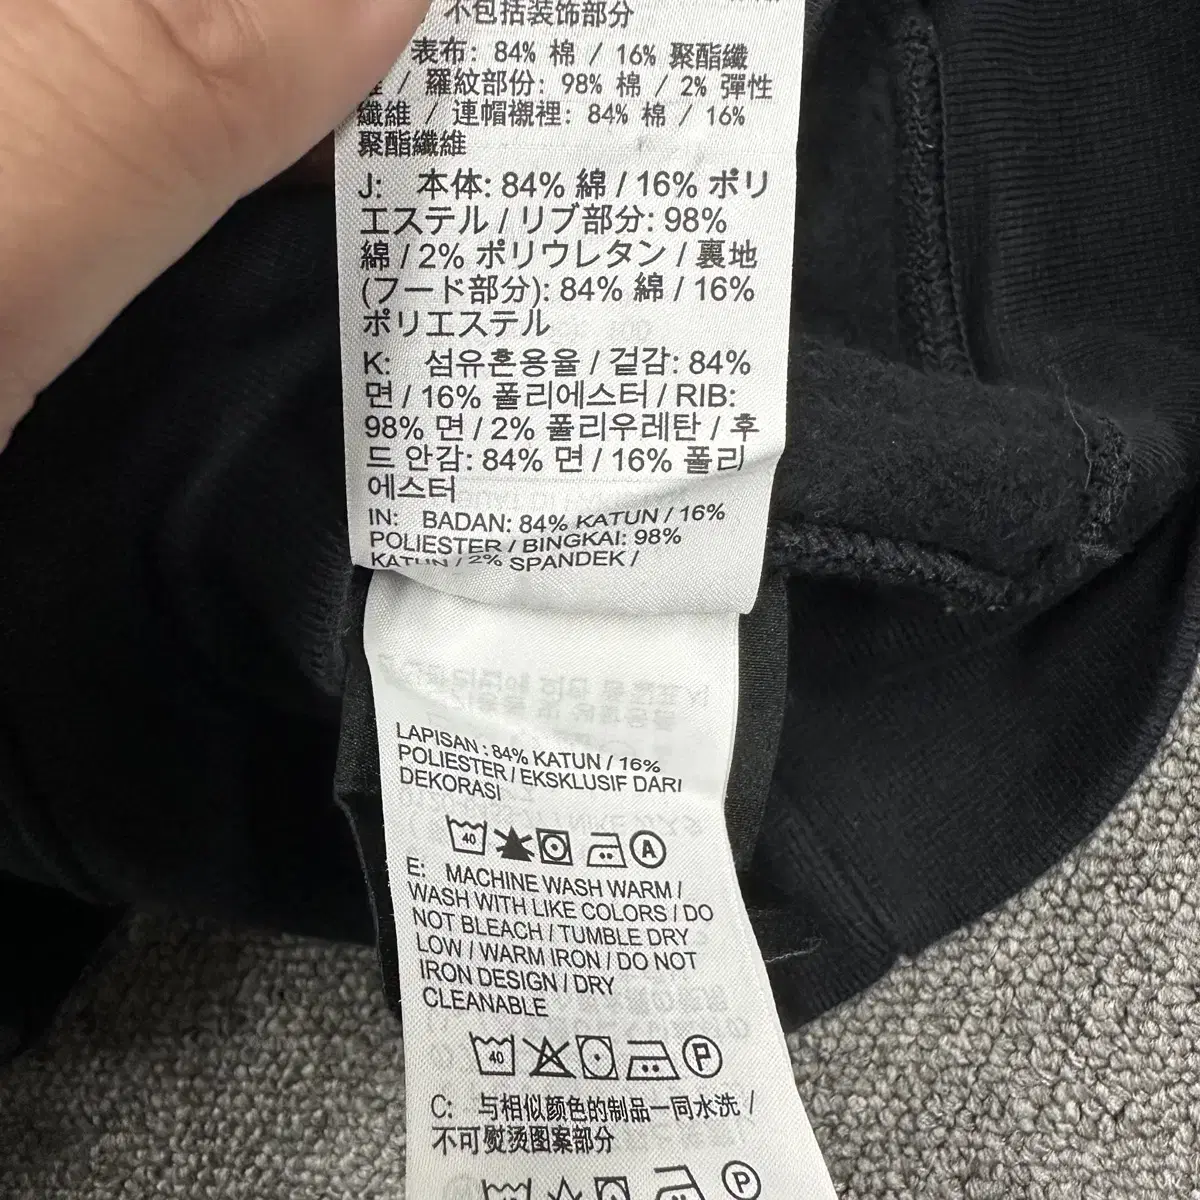 不包括装饰部分
表布: 84% 棉 / 16% 聚酯纖
/ 羅紋部份: 98% 棉 / 2% 彈性
纖維 / 連帽襯裡: 84% 棉 / 16%
聚酯纖維
J: 本体: 84% 綿 / 16% ポリ
エステル / リブ部分: 98%
綿 / 2% ポリウレタン / 裏地
(フード部分): 84% 綿 / 16%
ポリエステル
K: 섬유혼용율 / 겉감: 84%
면 / 16% 폴리에스터 / RIB:
98% 면 / 2% 폴리우레탄 / 후
드 안감: 84% 면 / 16% 폴리
에스터
IN: BADAN: 84% KATUN / 16%
POLIESTER / BINGKAI: 98%
KATUN / 2% SPANDEK /
LAPISAN : 84% KATUN / 16%
POLIESTER / EKSKLUSIF DARI
DEKORASI
40 A
E: MACHINE WASH WARM /
WASH WITH LIKE COLORS / DO
NOT BLEACH / TUMBLE DRY
LOW / WARM IRON / DO NOT
IRON DESIGN / DRY
CLEANABLE
40 P
C: 与相似颜色的制品一同水洗 /
不可熨烫图案部分
P